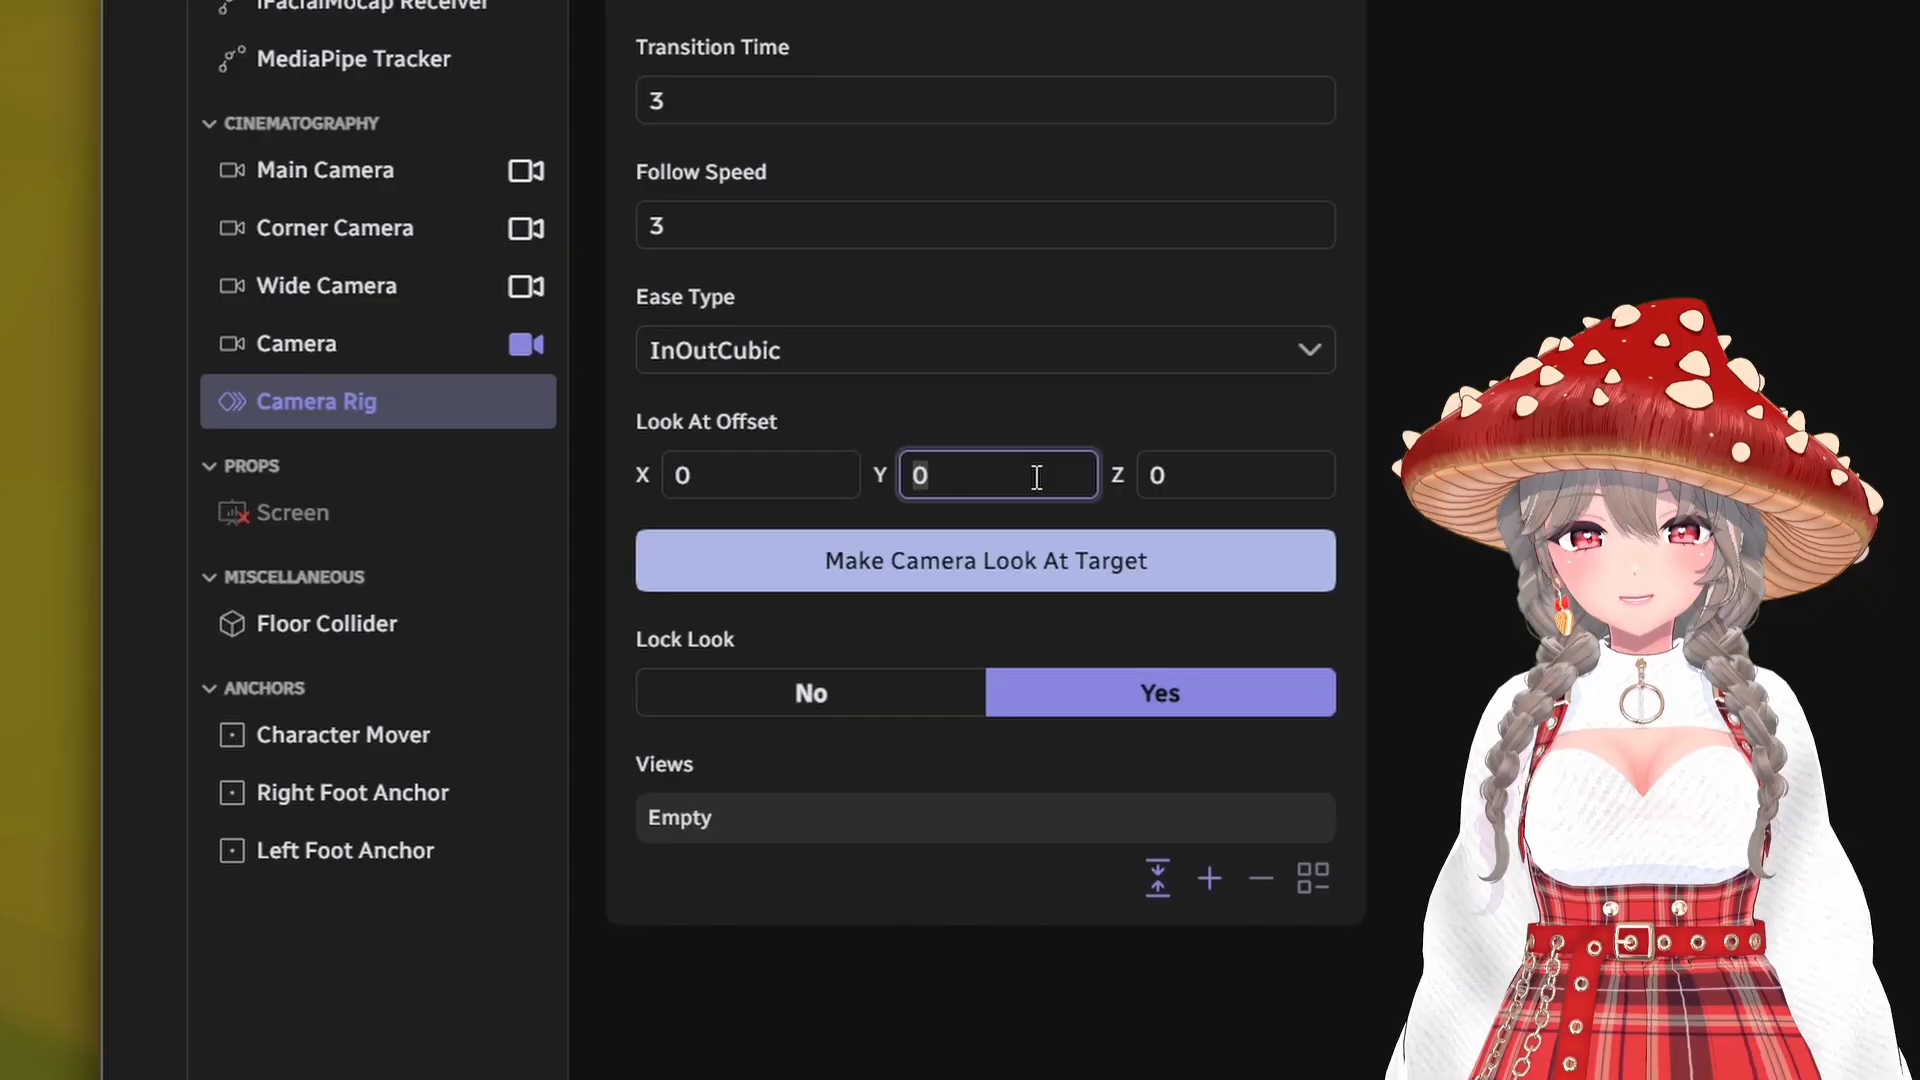 iFacialMocap Receiver
MediaPipe Tracker
CINEMATOGRAPHY
Main Camera
Corner Camera
Wide Camera
Camera
Camera Rig
PROPS
Screen
MISCELLANEOUS
Floor Collider
ANCHORS
Character Mover
Right Foot Anchor
Left Foot Anchor
Transition Time
3
Follow Speed
3
Ease Type
InOutCubic
Look At Offset
X 0 Y 0 Z 0
Make Camera Look At Target
Lock Look
No Yes
Views
Empty